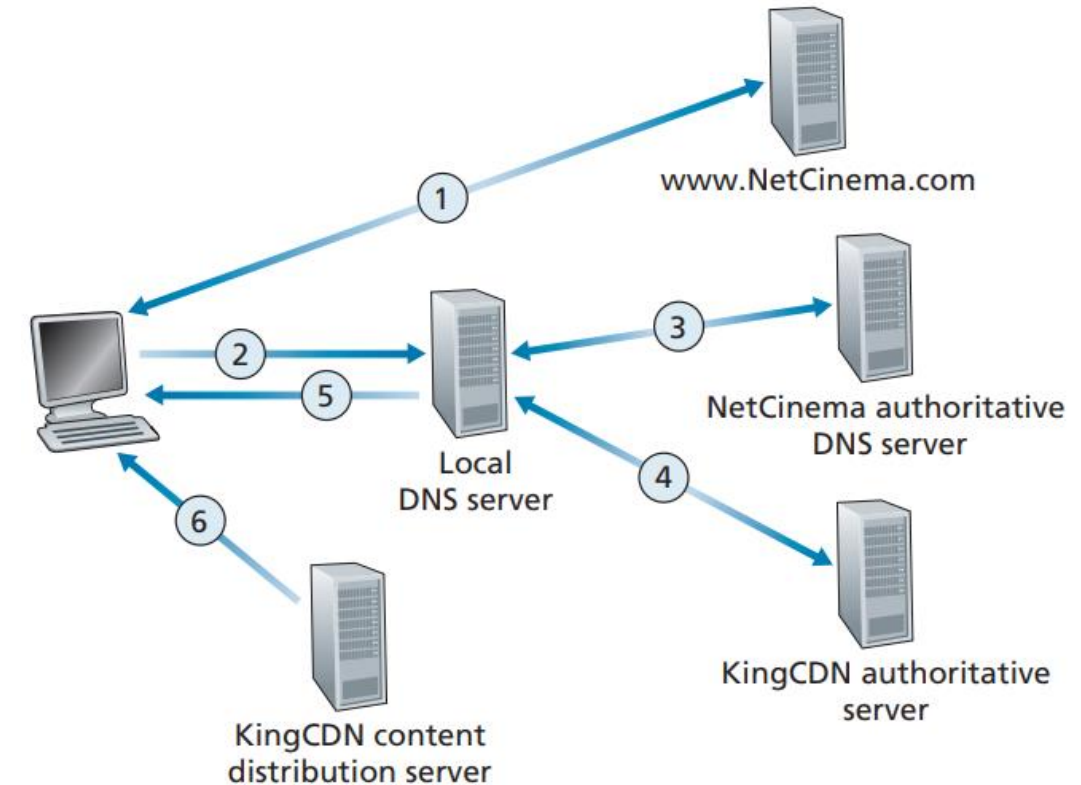 1
www.NetCinema.com
2
3
5
NetCinema authoritative
DNS server
Local
DNS server
4
6
KingCDN authoritative
server
KingCDN content
distribution server